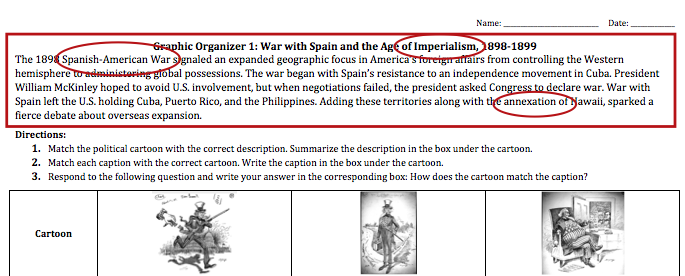 Name: ____________________ Date: __________
Graphic Organizer 1: War with Spain and the Age of Imperialism, 1898-1899
The 1898 Spanish-American War signaled an expanded geographic focus in America's foreign affairs from controlling the Western
hemisphere to administering global possessions. The war began with Spain's resistance to an independence movement in Cuba. President
William McKinley hoped to avoid U.S. involvement, but when negotiations failed, the president asked Congress to declare war. War with
Spain left the U.S. holding Cuba, Puerto Rico, and the Philippines. Adding these territories along with the annexation of Hawaii, sparked a
fierce debate about overseas expansion.
Directions:
1. Match the political cartoon with the correct description. Summarize the description in the box under the cartoon.
2. Match each caption with the correct cartoon. Write the caption in the box under the cartoon.
3. Respond to the following question and write your answer in the corresponding box: How does the cartoon match the caption?
Cartoon